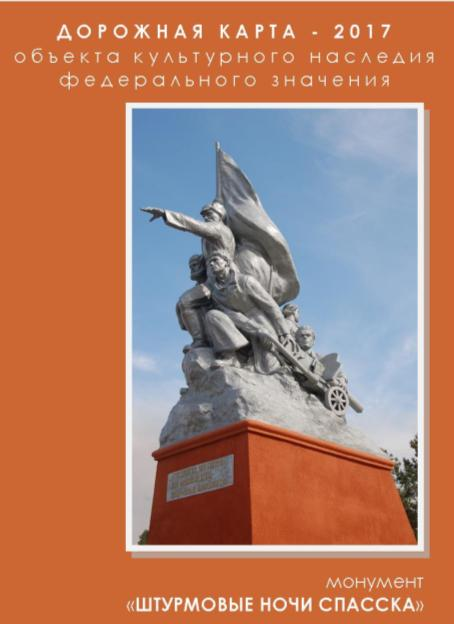 ДОРОЖНАЯ КАРТА - 2017
объекта культурного наследия
федерального значения
монумент
«ШТУРМОВЫЕ НОЧИ СПАССКА»